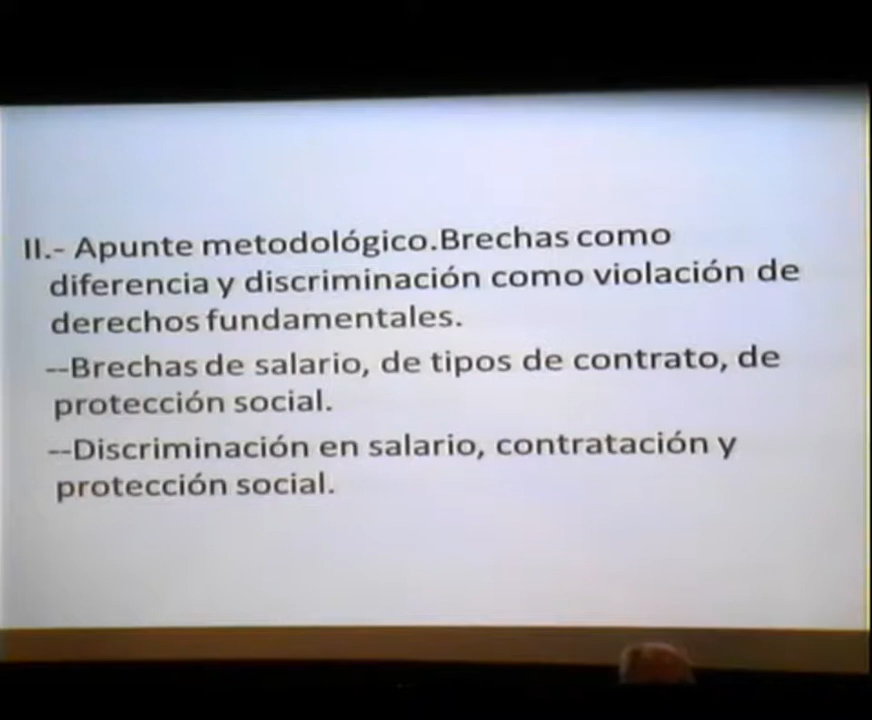 II.- Apunte metodológico.Brechas como
diferencia y discriminación como violación de
derechos fundamentales.
--Brechas de salario, de tipos de contrato, de
protección social.
--Discriminación en salario, contratación y
protección social.